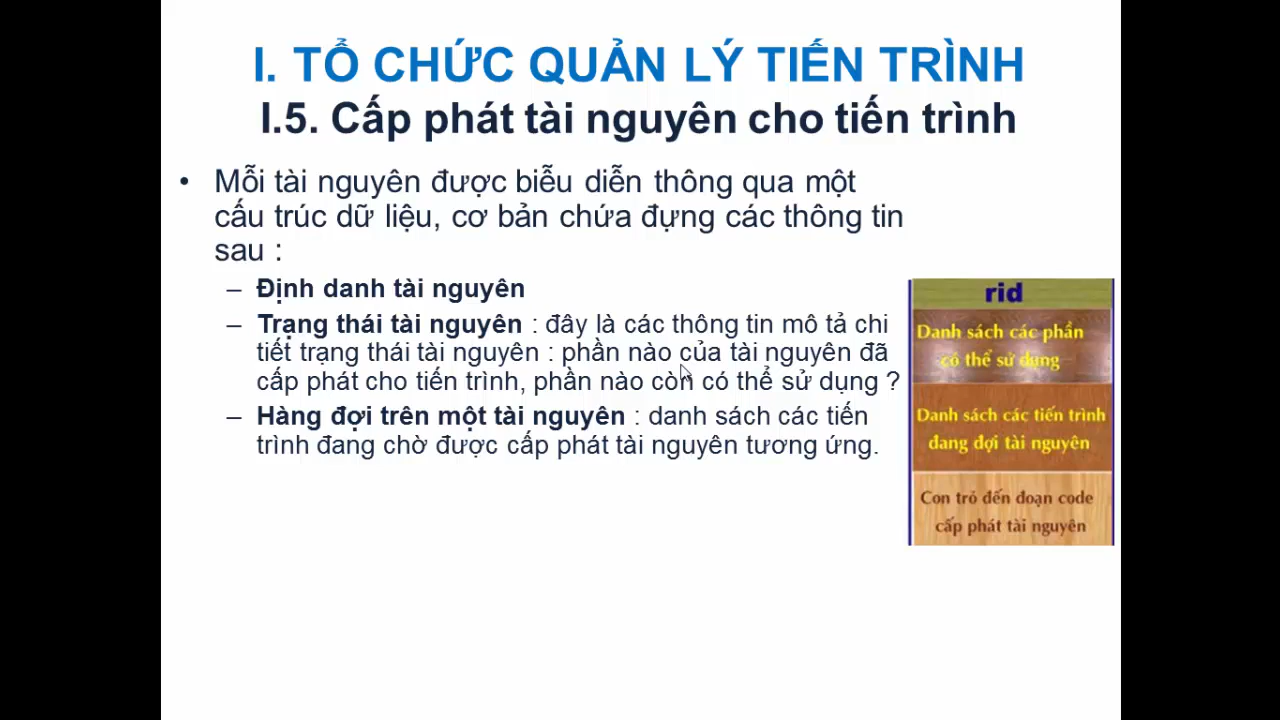 I. TỔ CHỨC QUẢN LÝ TIẾN TRÌNH
I.5. Cấp phát tài nguyên cho tiến trình
• Mỗi tài nguyên được biễu diễn thông qua một
cấu trúc dữ liệu, cơ bản chứa đựng các thông tin
sau :
– Định danh tài nguyên
– Trạng thái tài nguyên : đây là các thông tin mô tả chi
tiết trạng thái tài nguyên : phần nào của tài nguyên đã
cấp phát cho tiến trình, phần nào còn có thể sử dụng ?
– Hàng đợi trên một tài nguyên : danh sách các tiến
trình đang chờ được cấp phát tài nguyên tương ứng.
rid
Danh sách các phần
có thể sử dụng
Danh sách các tiến trình
đang đợi tài nguyên
Con trỏ đến đoạn code
cấp phát tài nguyên